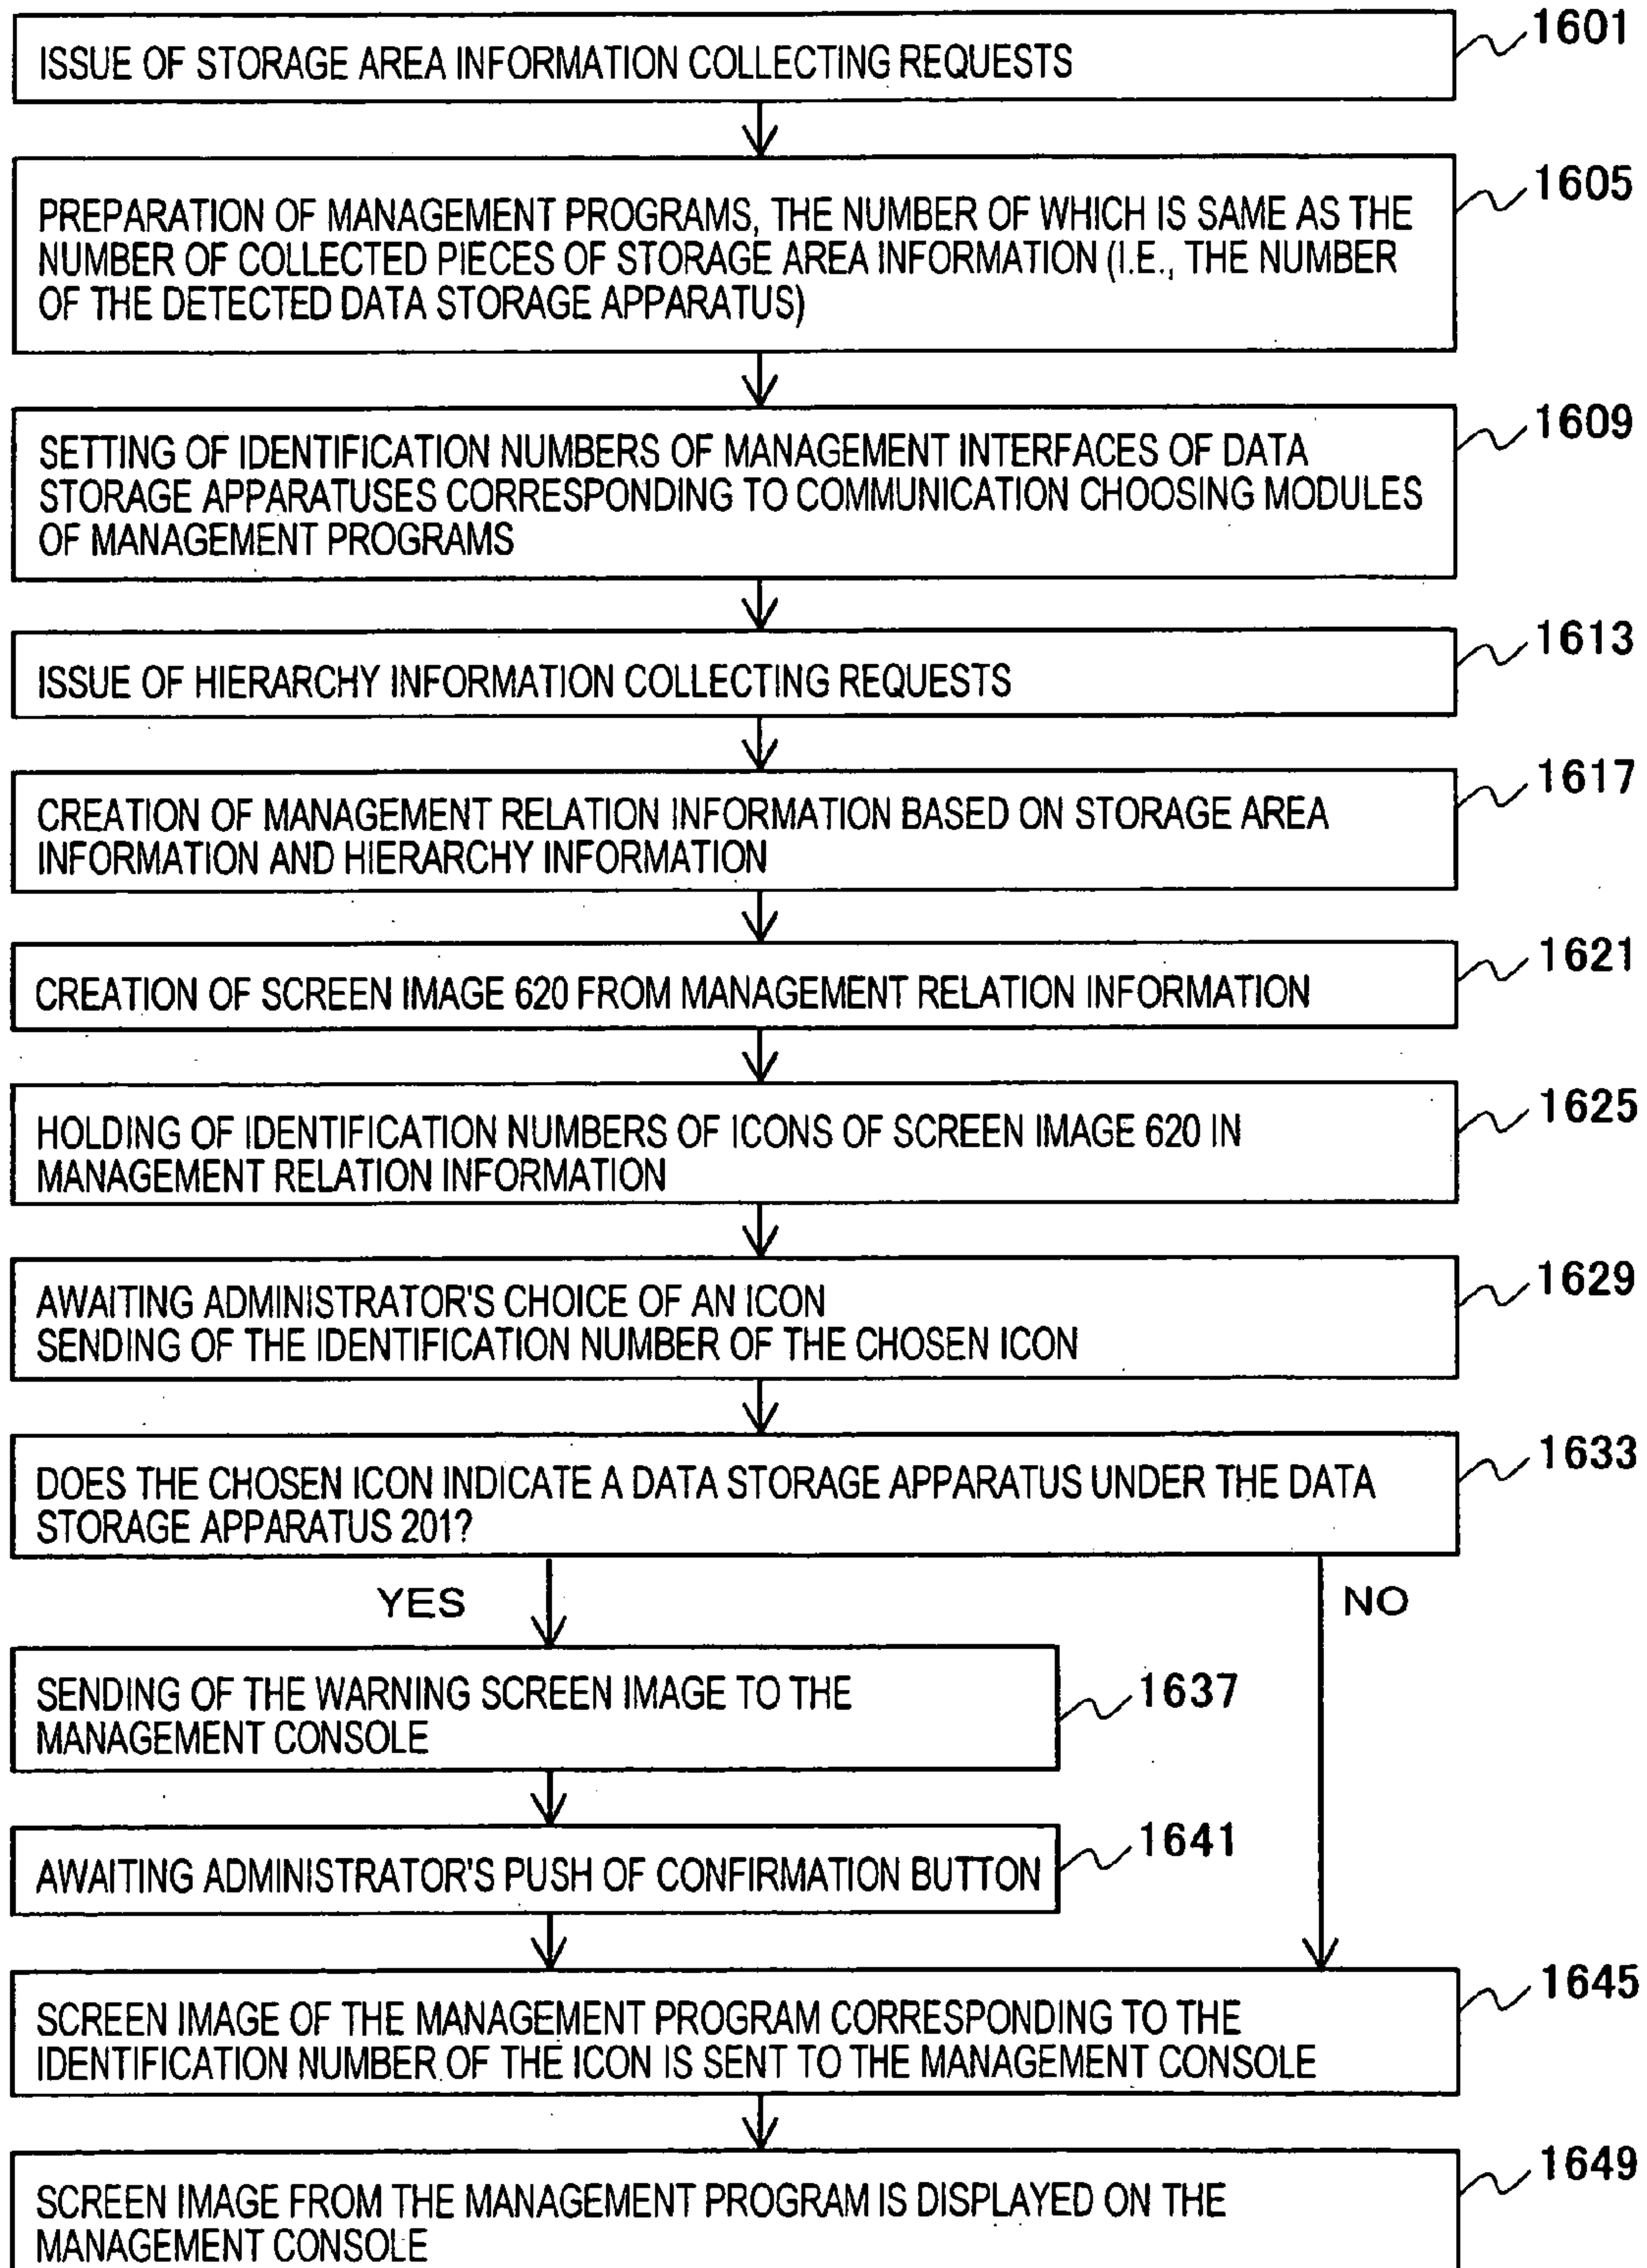 1601
ISSUE OF STORAGE AREA INFORMATION COLLECTING REQUESTS
1605
PREPARATION OF MANAGEMENT PROGRAMS, THE NUMBER OF WHICH IS SAME AS THE
NUMBER OF COLLECTED PIECES OF STORAGE AREA INFORMATION (I.E., THE NUMBER
OF THE DETECTED DATA STORAGE APPARATUS)
1609
SETTING OF IDENTIFICATION NUMBERS OF MANAGEMENT INTERFACES OF DATA
STORAGE APPARATUSES CORRESPONDING TO COMMUNICATION CHOOSING MODULES
OF MANAGEMENT PROGRAMS
1613
ISSUE OF HIERARCHY INFORMATION COLLECTING REQUESTS
1617
CREATION OF MANAGEMENT RELATION INFORMATION BASED ON STORAGE AREA
INFORMATION AND HIERARCHY INFORMATION
1621
CREATION OF SCREEN IMAGE 620 FROM MANAGEMENT RELATION INFORMATION
1625
HOLDING OF IDENTIFICATION NUMBERS OF ICONS OF SCREEN IMAGE 620 IN
MANAGEMENT RELATION INFORMATION
1629
AWAITING ADMINISTRATOR'S CHOICE OF AN ICON
SENDING OF THE IDENTIFICATION NUMBER OF THE CHOSEN ICON
1633
DOES THE CHOSEN ICON INDICATE A DATA STORAGE APPARATUS UNDER THE DATA
STORAGE APPARATUS 201?
YES
NO
1637
SENDING OF THE WARNING SCREEN IMAGE TO THE
MANAGEMENT CONSOLE
1641
AWAITING ADMINISTRATOR'S PUSH OF CONFIRMATION BUTTON
1645
SCREEN IMAGE OF THE MANAGEMENT PROGRAM CORRESPONDING TO THE
IDENTIFICATION NUMBER OF THE ICON IS SENT TO THE MANAGEMENT CONSOLE
1649
SCREEN IMAGE FROM THE MANAGEMENT PROGRAM IS DISPLAYED ON THE
MANAGEMENT CONSOLE